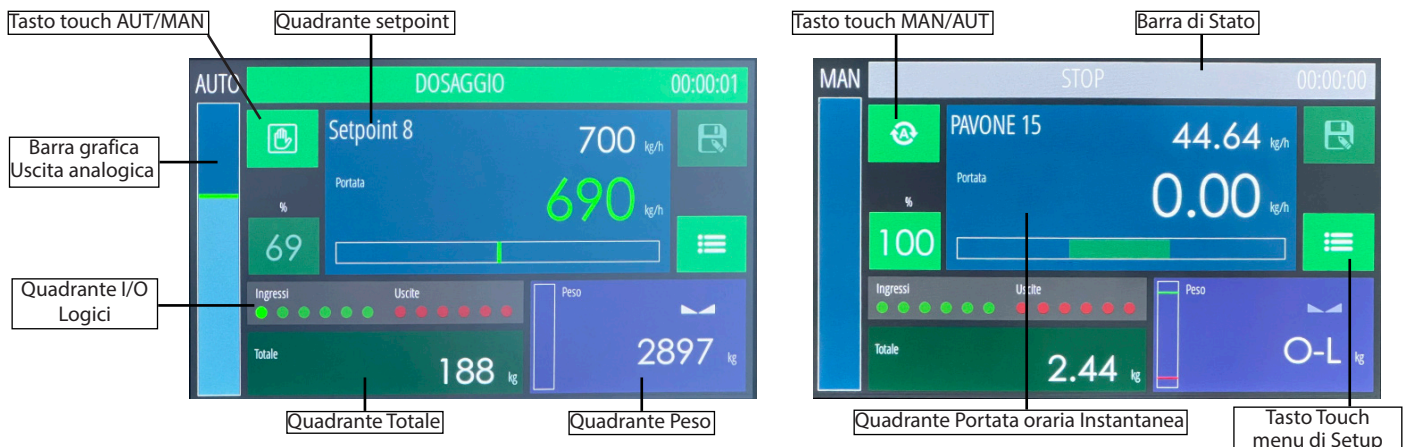 Tasto touch AUT/MAN
Quadrante setpoint
Tasto touch MAN/AUT
Barra di Stato
AUTO
DOSAGGIO
00:00:01
MAN
STOP
00:00:00
Barra grafica
Uscita analogica
Setpoint 8
700 kg/h
Portata
690 kg/h
%
69
A
PAVONE 15
44.64 kg/h
Portata
0.00 kg/h
%
100
Quadrante I/O
Logici
Ingressi
Uscite
Peso
2897 kg
Totale
188 kg
Ingressi
Uscite
Peso
O-L kg
Totale
2.44 kg
Quadrante Totale
Quadrante Peso
Quadrante Portata oraria Instantanea
Tasto Touch
menu di Setup